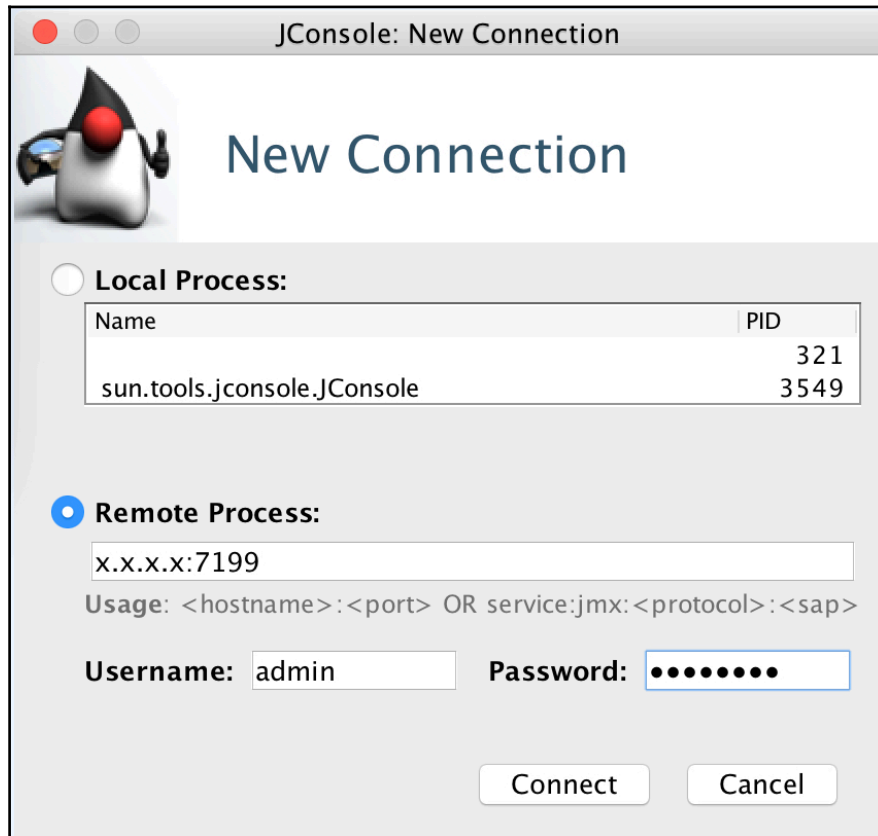 JConsole: New Connection
New Connection
Local Process:
Name PID
321
sun.tools.jconsole.JConsole 3549
Remote Process:
x.x.x.x:7199
Usage: <hostname>:<port> OR service:jmx:<protocol>:<sap>
Username: admin Password: ••••••••
Connect Cancel